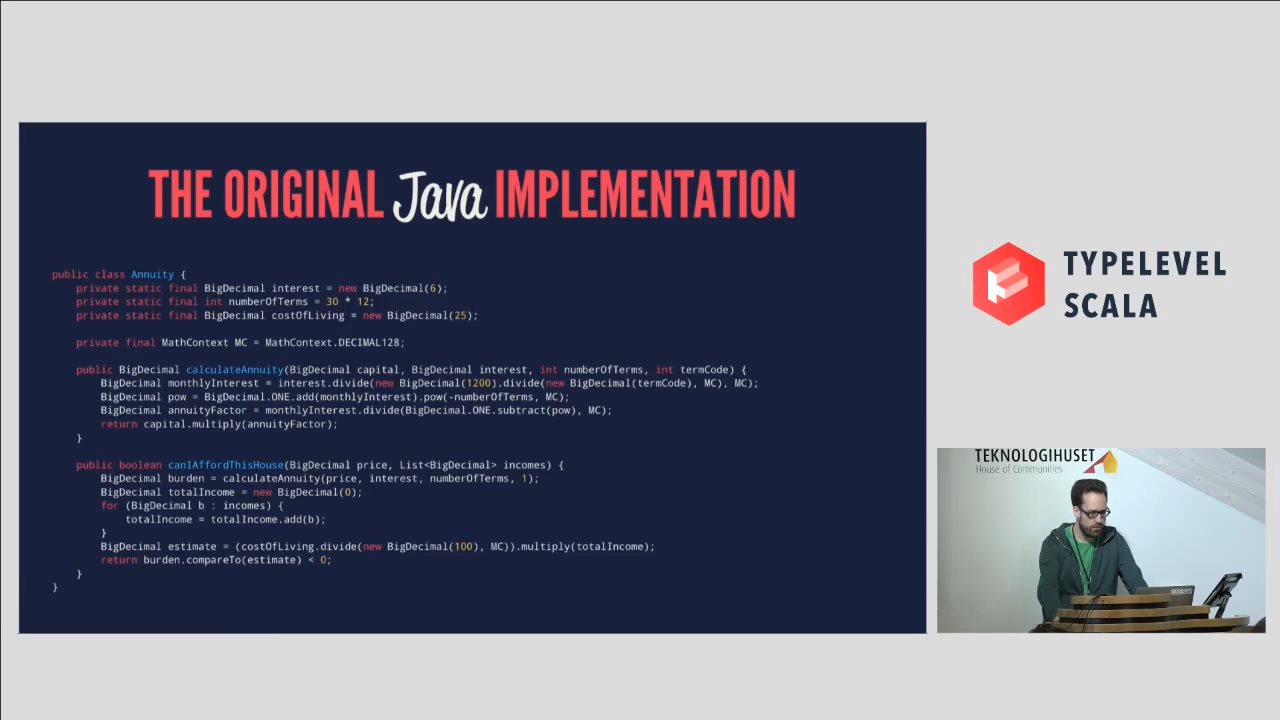 THE ORIGINAL Java IMPLEMENTATION
public class Annuity {
    private static final BigDecimal interest = new BigDecimal(6);
    private static final int numberOfTerms = 30 * 12;
    private static final BigDecimal costOfLiving = new BigDecimal(25);
    private final MathContext MC = MathContext.DECIMAL128;
    public BigDecimal calculateAnnuity(BigDecimal capital, BigDecimal interest, int numberOfTerms, int termCode) {
        BigDecimal monthlyInterest = interest.divide(new BigDecimal(1200).divide(new BigDecimal(termCode), MC), MC);
        BigDecimal pow = BigDecimal.ONE.add(monthlyInterest).pow(-numberOfTerms, MC);
        BigDecimal annuityFactor = monthlyInterest.divide(BigDecimal.ONE.subtract(pow), MC);
        return capital.multiply(annuityFactor);
    }
    public boolean canIAffordThisHouse(BigDecimal price, List<BigDecimal> incomes) {
        BigDecimal burden = calculateAnnuity(price, interest, numberOfTerms, 1);
        BigDecimal totalIncome = new BigDecimal(0);
        for (BigDecimal b : incomes) {
            totalIncome = totalIncome.add(b);
        }
        BigDecimal estimate = (costOfLiving.divide(new BigDecimal(100), MC)).multiply(totalIncome);
        return burden.compareTo(estimate) < 0;
    }
}
TYPELEVEL
SCALA
TEKNOLOGIHUSET
House of Communities